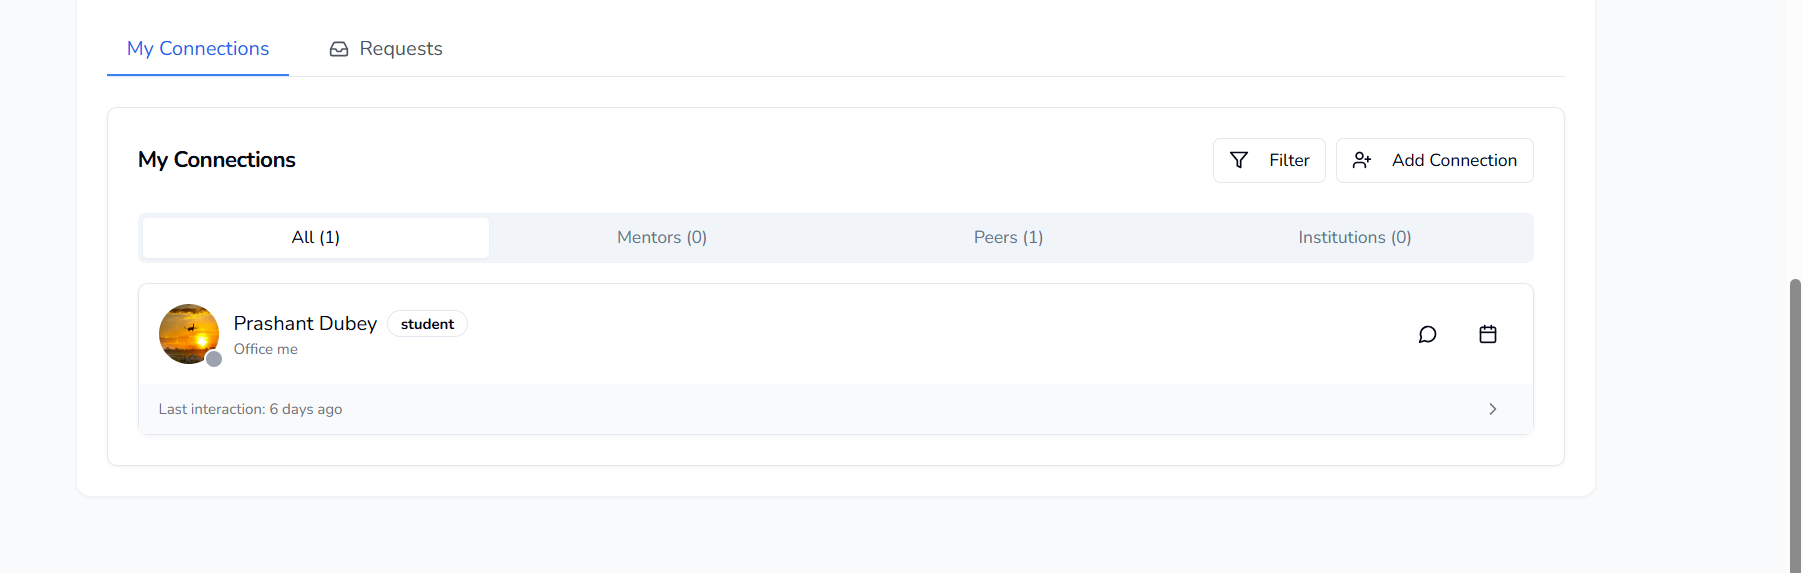 My Connections
Requests
My Connections
Filter
Add Connection
All (1)
Mentors (0)
Peers (1)
Institutions (0)
Prashant Dubey
student
Office me
Last interaction: 6 days ago